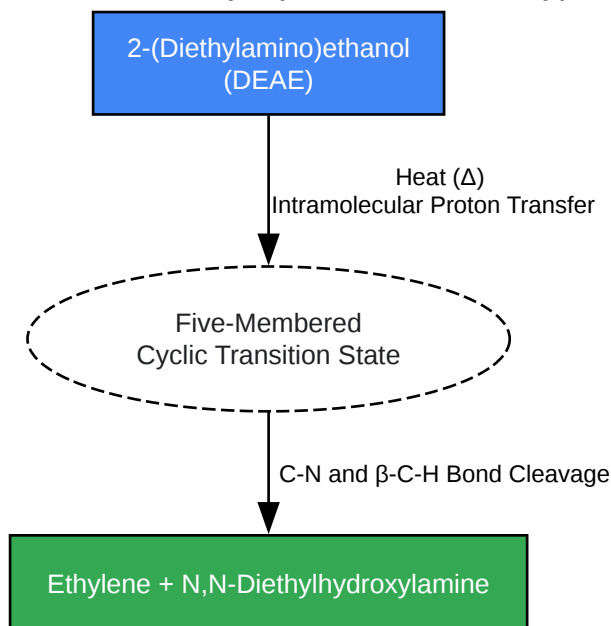 2-(Diethylamino)ethanol
(DEAE)
Heat (Δ)
Intramolecular Proton Transfer
Five-Membered
Cyclic Transition State
C-N and β-C-H Bond Cleavage
Ethylene + N,N-Diethylhydroxylamine